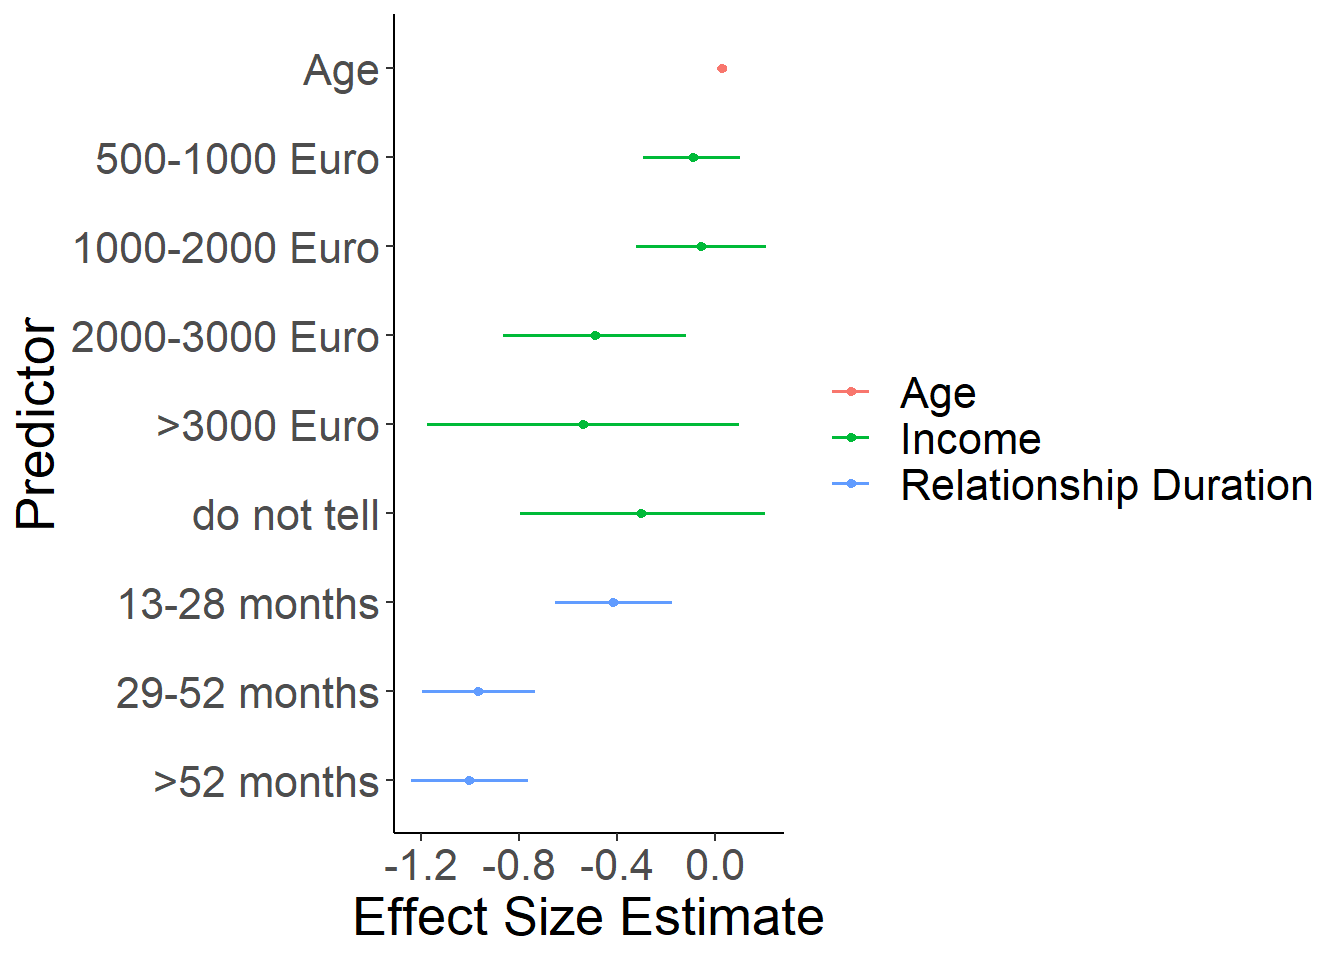 Age
500-1000 Euro
1000-2000 Euro
2000-3000 Euro
>3000 Euro
do not tell
13-28 months
29-52 months
>52 months
Predictor
-1.2 -0.8 -0.4 0.0
Effect Size Estimate
Age
Income
Relationship Duration